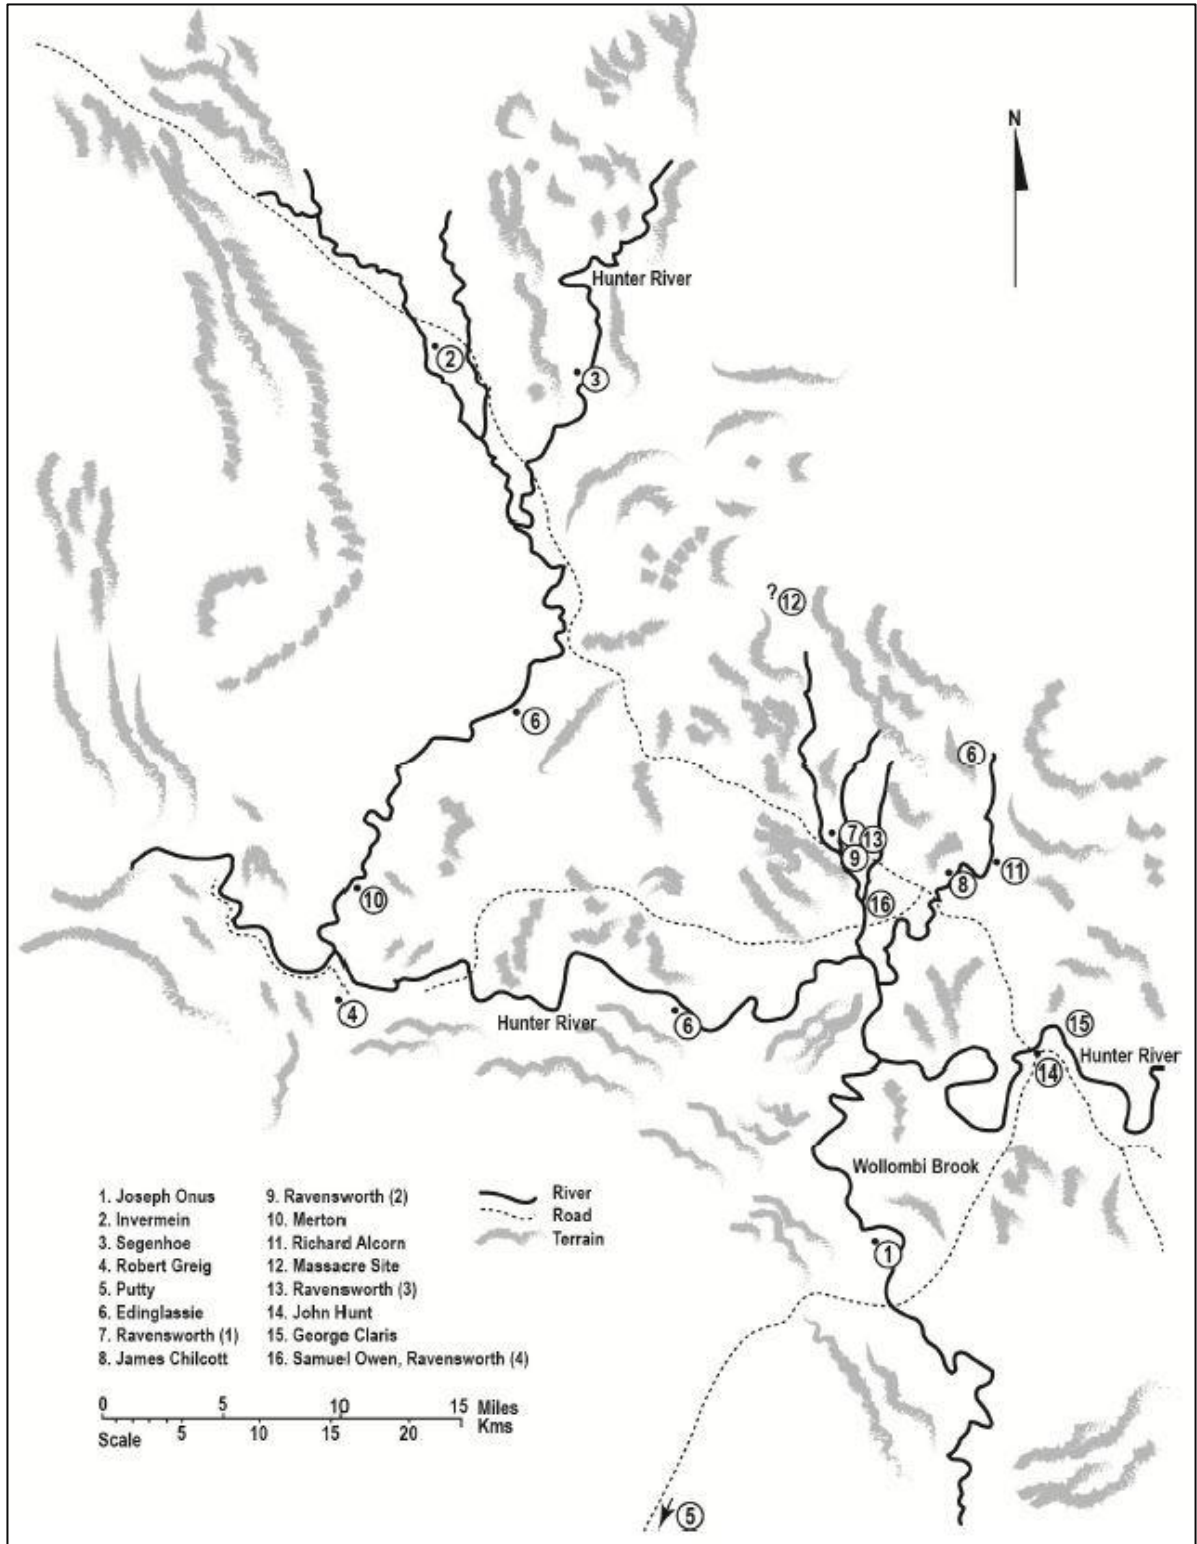 N
Hunter River
2
3
? 12
6
6
7
13
9
8
11
10
16
4
Hunter River
6
15
Hunter River
14
Wollombi Brook
1
1. Joseph Onus
2. Invermein
3. Segenhoe
4. Robert Greig
5. Putty
6. Edinglassie
7. Ravensworth (1)
8. James Chilcott
9. Ravensworth (2)
10. Merton
11. Richard Alcorn
12. Massacre Site
13. Ravensworth (3)
14. John Hunt
15. George Claris
16. Samuel Owen, Ravensworth (4)
River
Road
Terrain
0 5 10 15 Miles
Scale 5 10 15 20 Kms
5